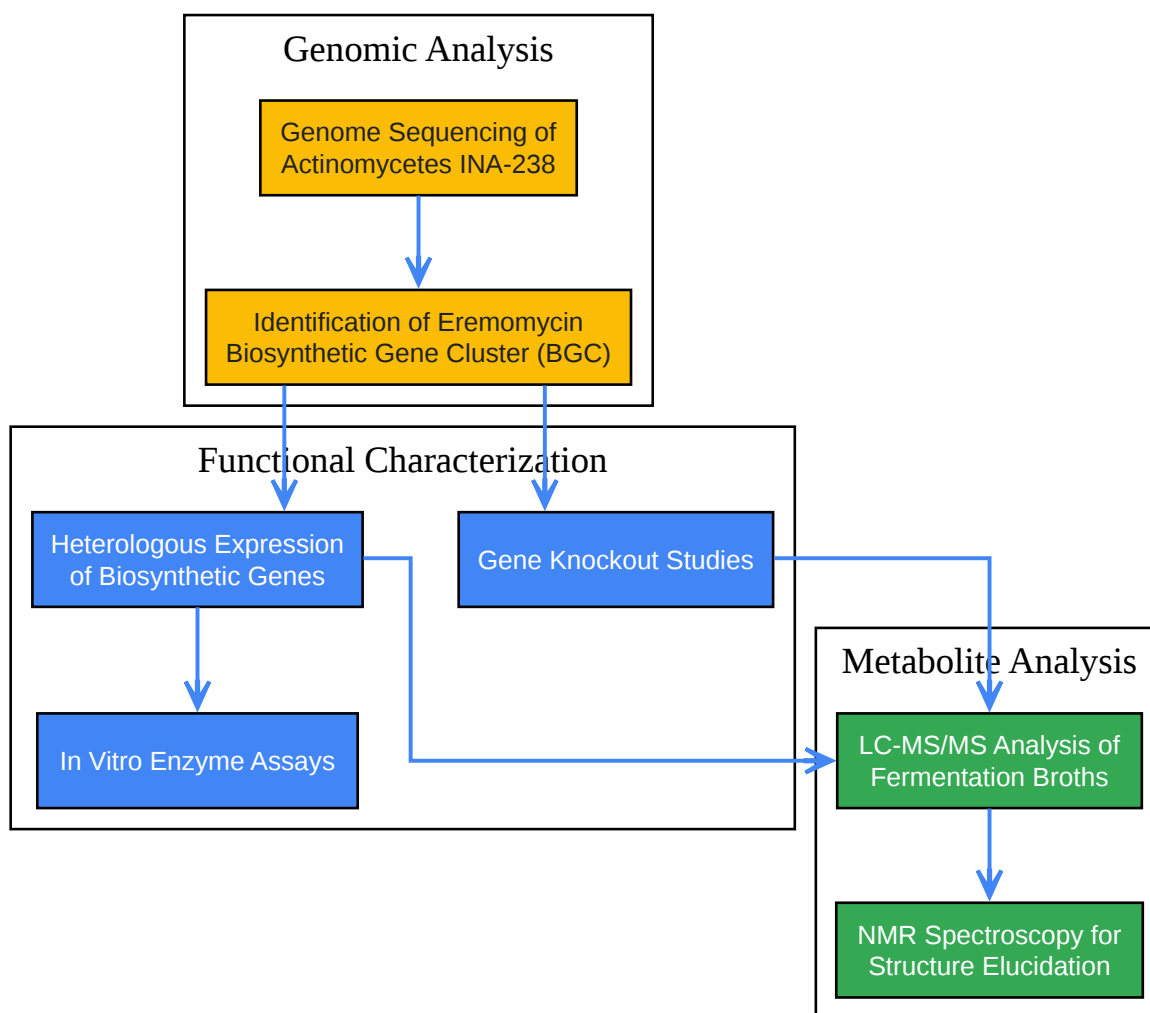 Genomic Analysis
Genome Sequencing of
Actinomycetes INA-238
Identification of Eremomycin
Biosynthetic Gene Cluster (BGC)
Functional Characterization
Heterologous Expression
of Biosynthetic Genes
Gene Knockout Studies
In Vitro Enzyme Assays
Metabolite Analysis
LC-MS/MS Analysis of
Fermentation Broths
NMR Spectroscopy for
Structure Elucidation